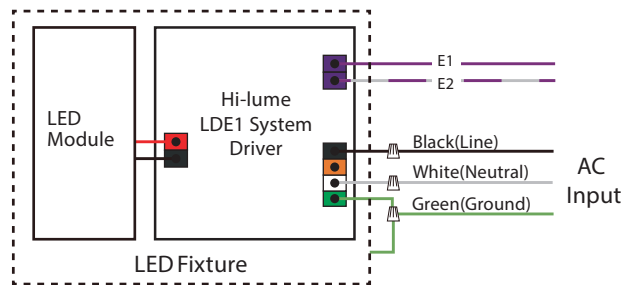 LED
Module
Hi-lume
LDE1 System
Driver
E1
E2
Black(Line)
White(Neutral)
Green(Ground)
AC
Input
LED Fixture